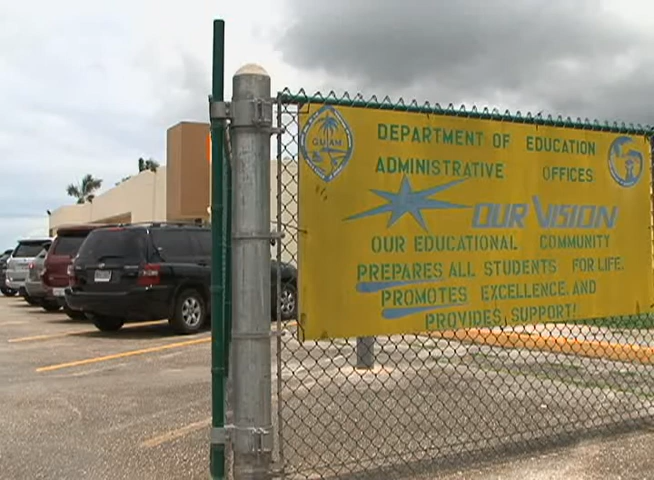 GUAM
DEPARTMENT OF EDUCATION
ADMINISTRATIVE OFFICES
OUR VISION
OUR EDUCATIONAL COMMUNITY
PREPARES ALL STUDENTS FOR LIFE,
PROMOTES EXCELLENCE, AND
PROVIDES SUPPORT!